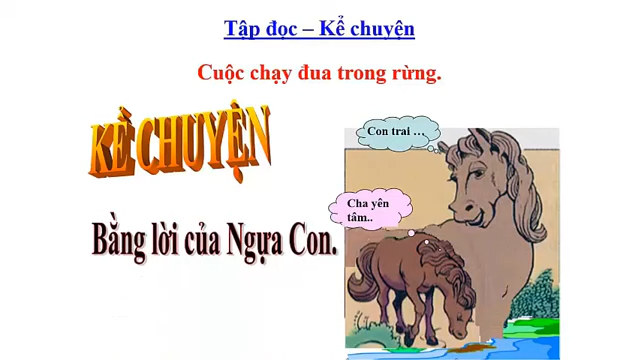 Tập đọc – Kể chuyện
Cuộc chạy đua trong rừng.
KỂ CHUYỆN
Con trai …
Cha yên
tâm..
Bằng lời của Ngựa Con.